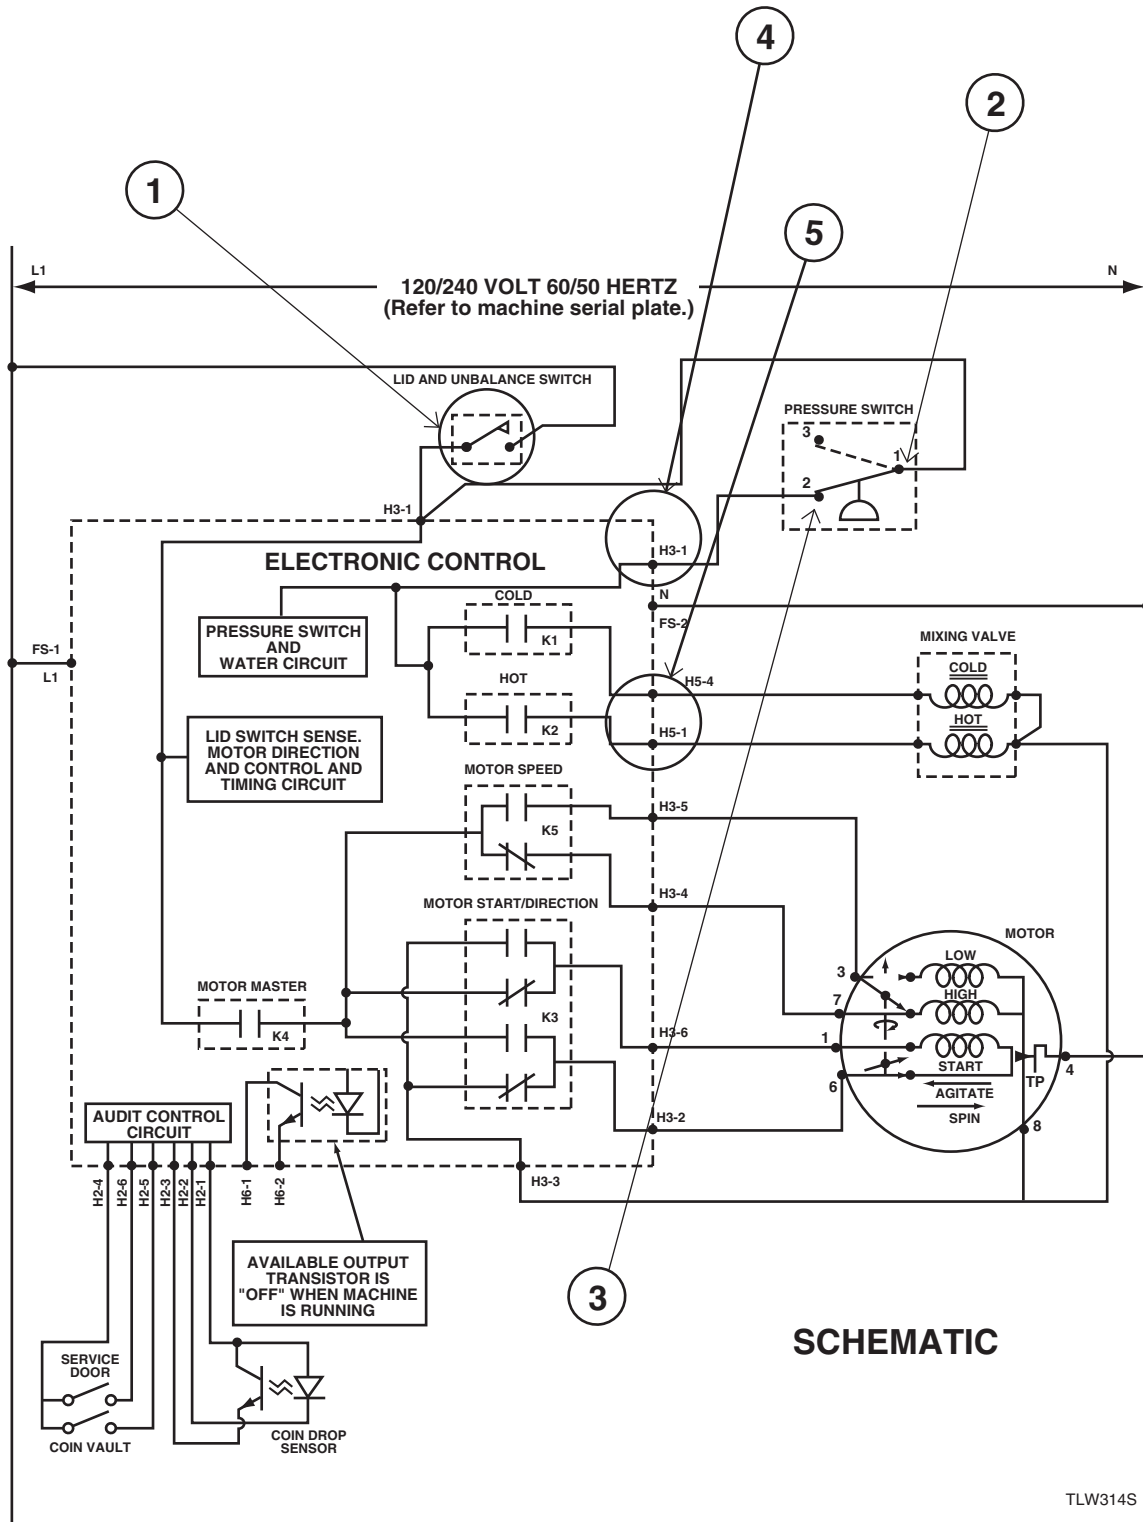 4
2
1
5
L1
N
120/240 VOLT 60/50 HERTZ
(Refer to machine serial plate.)
LID AND UNBALANCE SWITCH
PRESSURE SWITCH
3
1
2
H3-1
ELECTRONIC CONTROL
H3-1
COLD
N
K1
FS-2
PRESSURE SWITCH
AND
WATER CIRCUIT
MIXING VALVE
COLD
FS-1
L1
HOT
K2
H5-4
HOT
H5-1
LID SWITCH SENSE.
MOTOR DIRECTION
AND CONTROL AND
TIMING CIRCUIT
MOTOR SPEED
K5
H3-5
H3-4
MOTOR START/DIRECTION
MOTOR
LOW
3
HIGH
7
MOTOR MASTER
K4
K3
H3-6
1
START
6
TP
4
AGITATE
SPIN
8
AUDIT CONTROL
CIRCUIT
H3-2
H2-4
H2-6
H2-5
H2-3
H2-2
H2-1
H6-1
H6-2
H3-3
AVAILABLE OUTPUT
TRANSISTOR IS
"OFF" WHEN MACHINE
IS RUNNING
3
SCHEMATIC
SERVICE
DOOR
COIN VAULT
COIN DROP
SENSOR
TLW314S